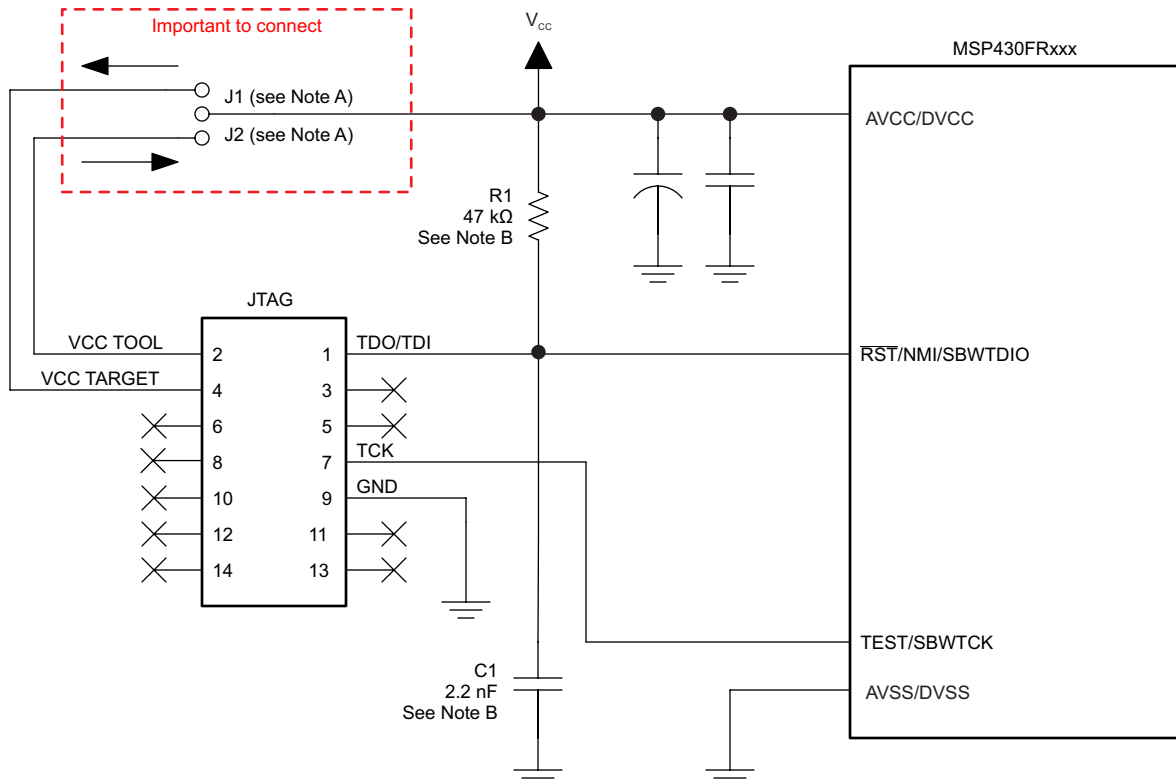 Important to connect
J1 (see Note A)
J2 (see Note A)
Vcc
MSP430FRxxx
AVCC/DVCC
R1
47 kΩ
See Note B
JTAG
VCC TOOL
2
1
TDO/TDI
RST/NMI/SBWTDIO
VCC TARGET
4
3
6
5
8
7
TCK
10
9
GND
12
11
14
13
TEST/SBWTCK
C1
2.2 nF
See Note B
AVSS/DVSS